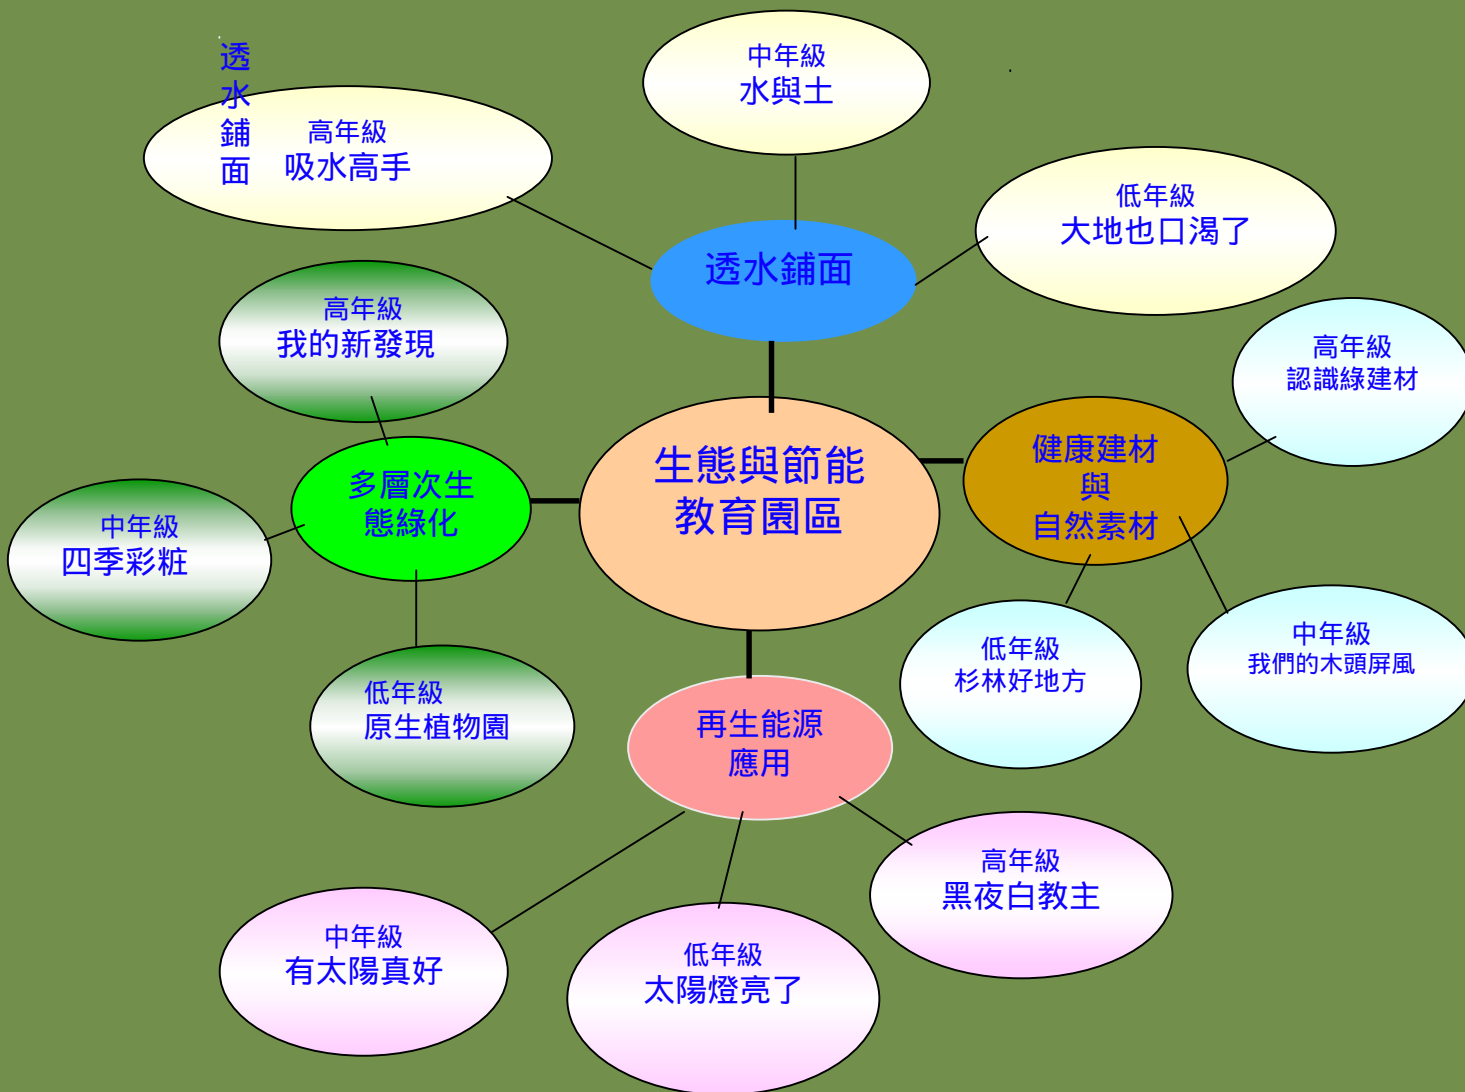 透
水
鋪
面
高年級
吸水高手
中年級
水與土
低年級
大地也口渴了
透水鋪面
高年級
我的新發現
高年級
認識綠建材
多層次生
態綠化
生態與節能
教育園區
健康建材
與
自然素材
中年級
四季彩粧
低年級
原生植物園
低年級
杉林好地方
中年級
我們的木頭屏風
再生能源
應用
高年級
黑夜白教主
中年級
有太陽真好
低年級
太陽燈亮了